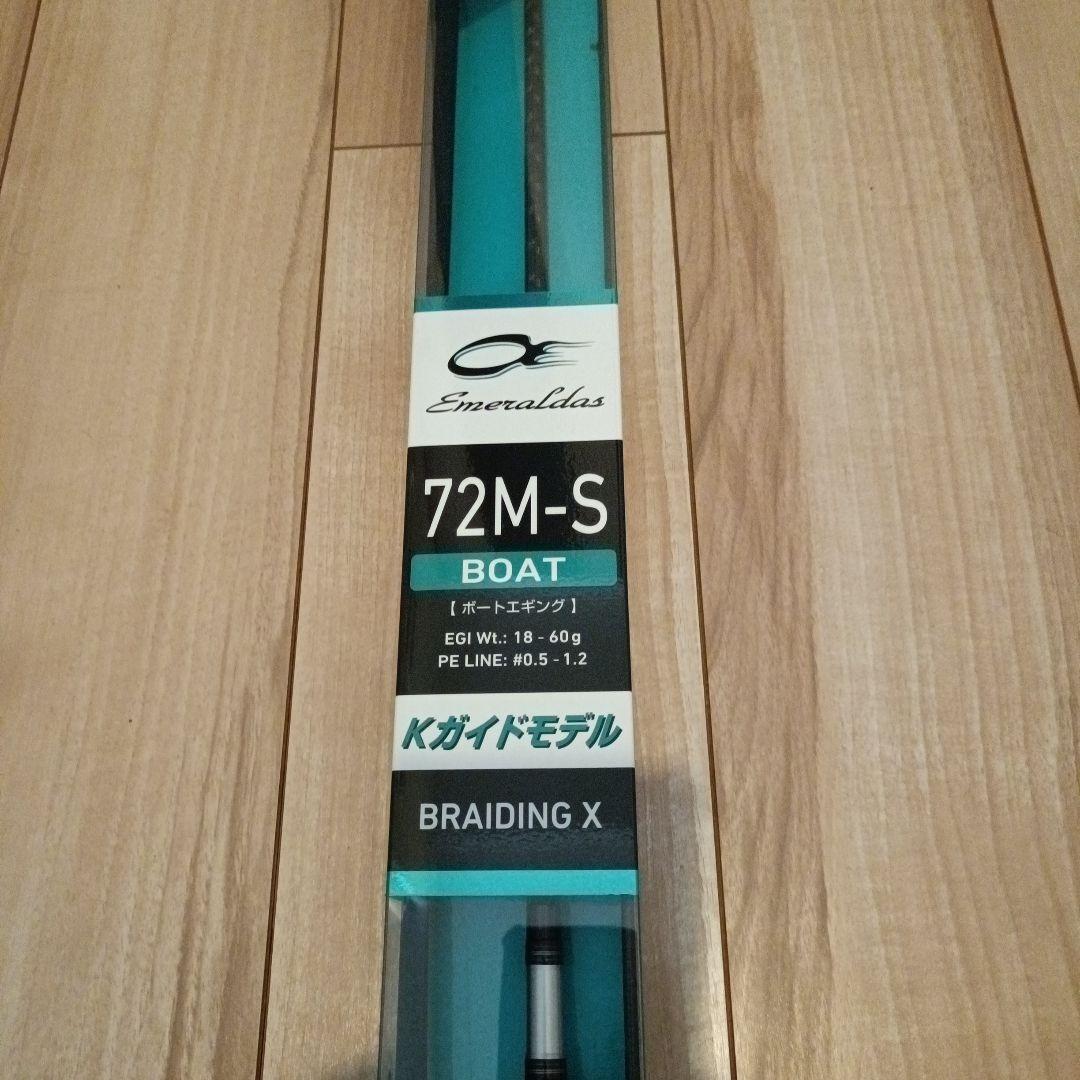 Emeraldas
72M-S
BOAT
【 ボートエギング 】
EGI Wt.: 18 - 60g
PE LINE: #0.5 - 1.2
Kガイドモデル
BRAIDING X